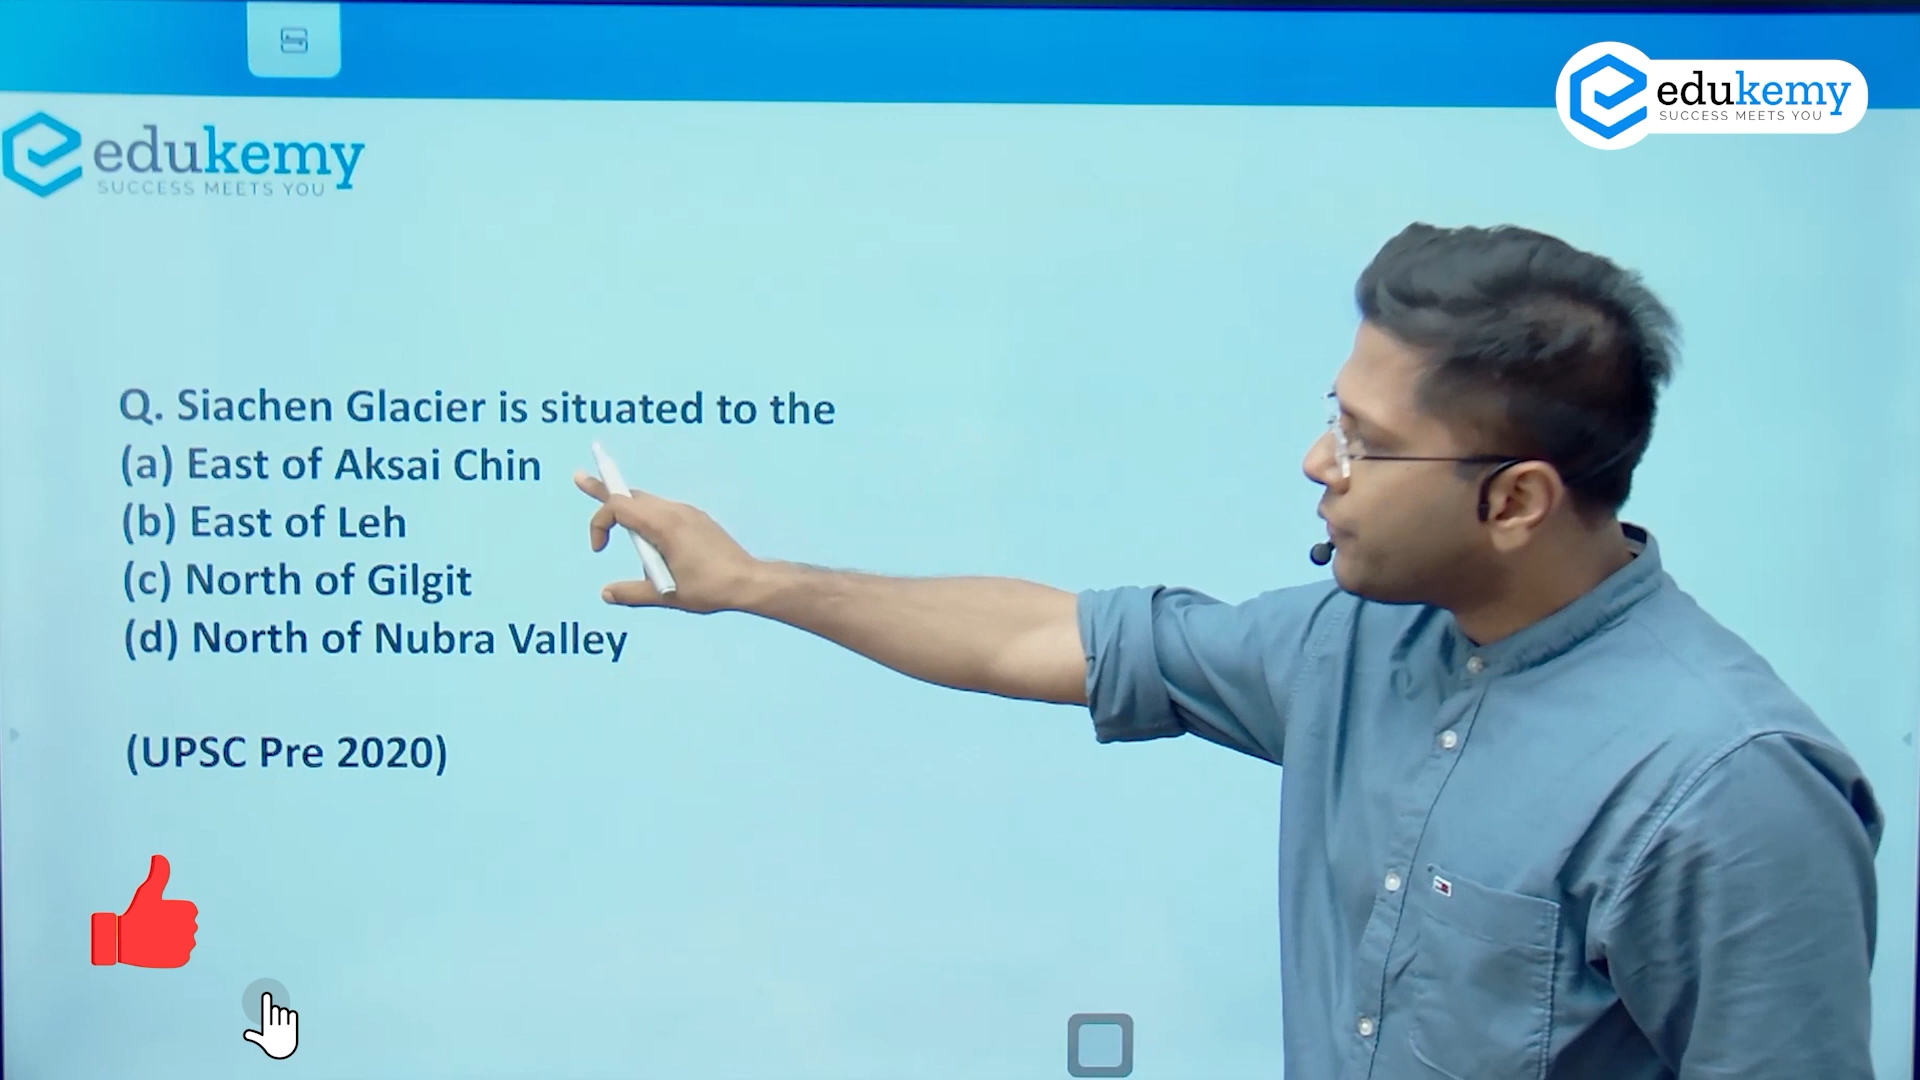 edukemy
SUCCESS MEETS YOU
edukemy
SUCCESS MEETS YOU
Q. Siachen Glacier is situated to the
(a) East of Aksai Chin
(b) East of Leh
(c) North of Gilgit
(d) North of Nubra Valley
(UPSC Pre 2020)